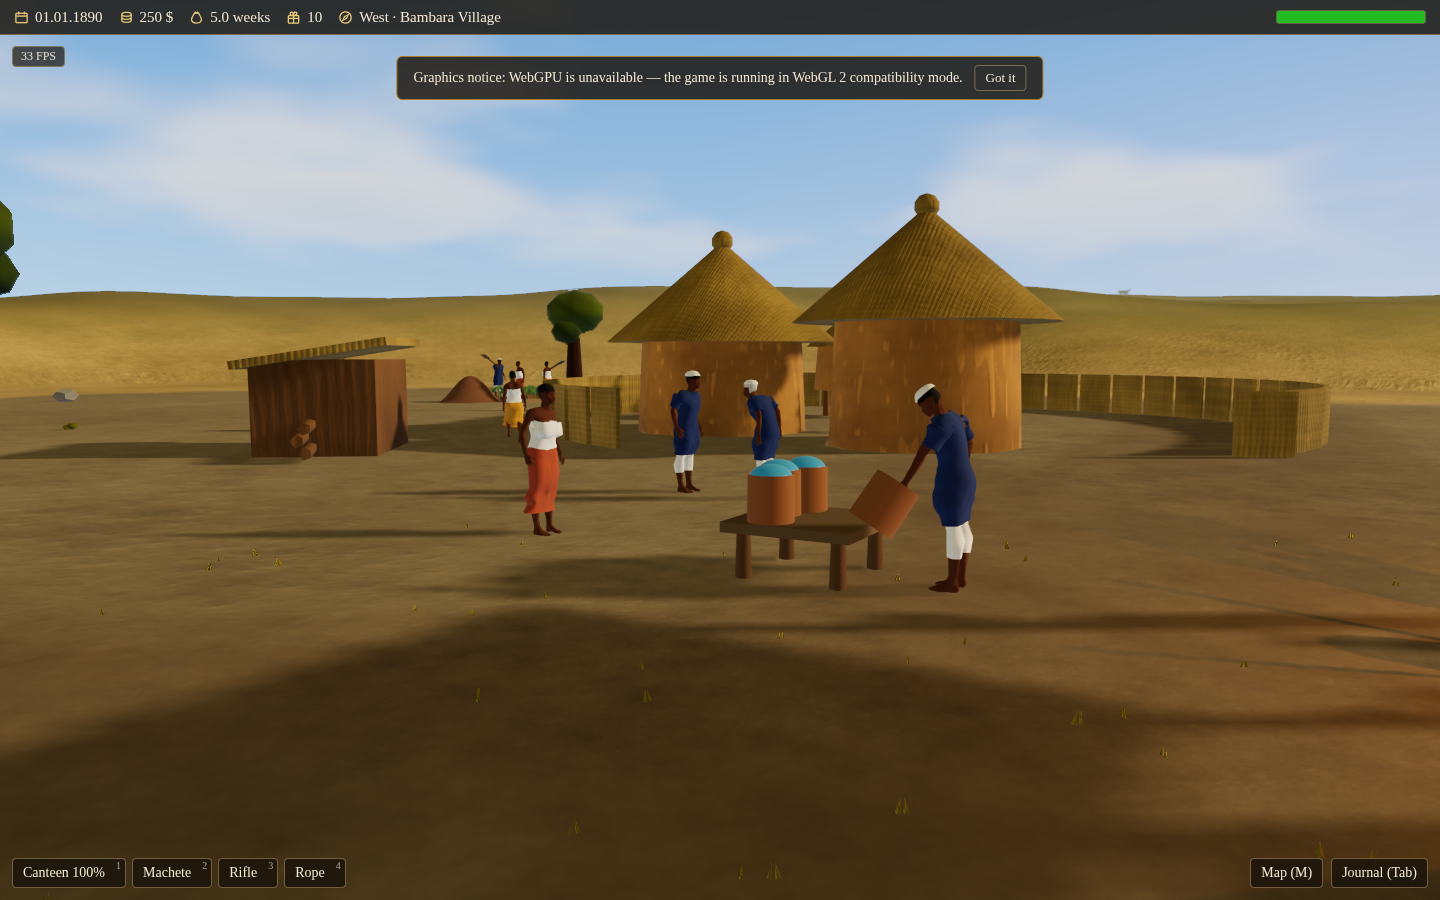 01.01.1890 250 $ 5.0 weeks 10 West · Bambara Village
33 FPS
Graphics notice: WebGPU is unavailable — the game is running in WebGL 2 compatibility mode. Got it
Canteen 100% 1 Machete 2 Rifle 3 Rope 4 Map (M) Journal (Tab)